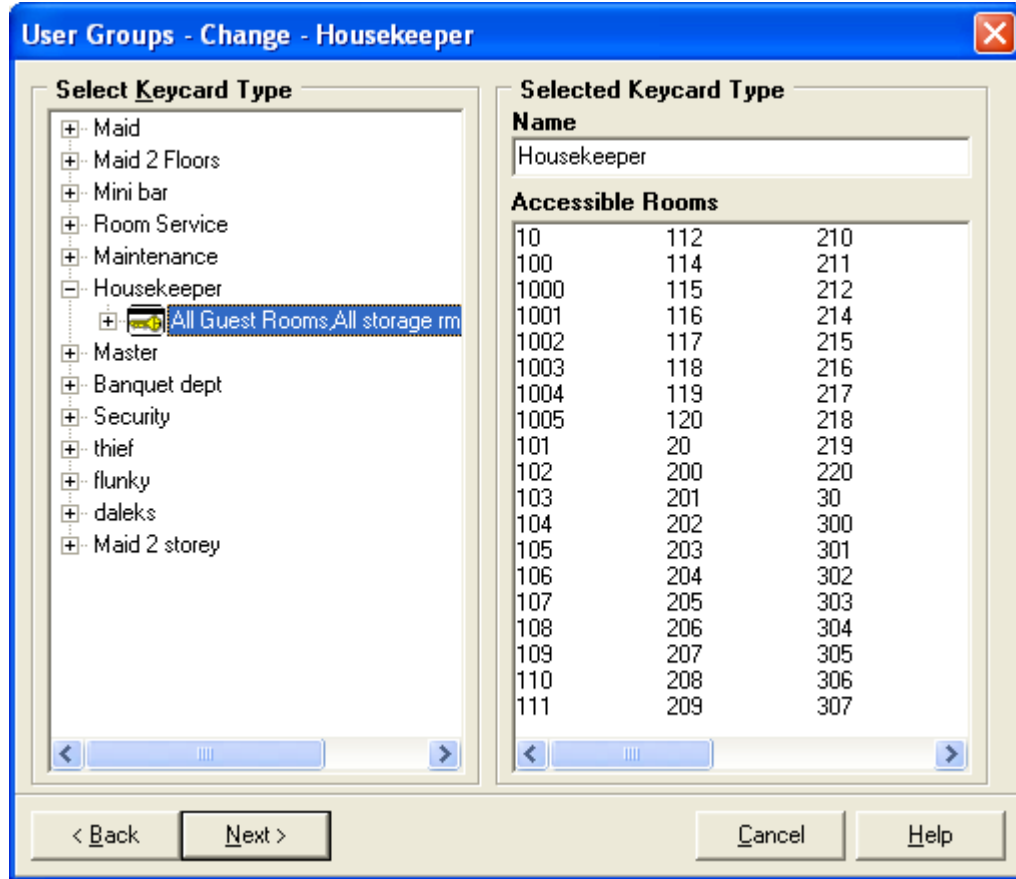 User Groups - Change - Housekeeper
Select Keycard Type
Maid
Maid 2 Floors
Mini bar
Room Service
Maintenance
Housekeeper
All Guest Rooms,All storage rm
Master
Banquet dept
Security
thief
flunky
daleks
Maid 2 storey
Selected Keycard Type
Name
Housekeeper
Accessible Rooms
10 112 210
100 114 211
1000 115 212
1001 116 214
1002 117 215
1003 118 216
1004 119 217
1005 120 218
101 20 219
102 200 220
103 201 30
104 202 300
105 203 301
106 204 302
107 205 303
108 206 304
109 207 305
110 208 306
111 209 307
< Back Next > Cancel Help